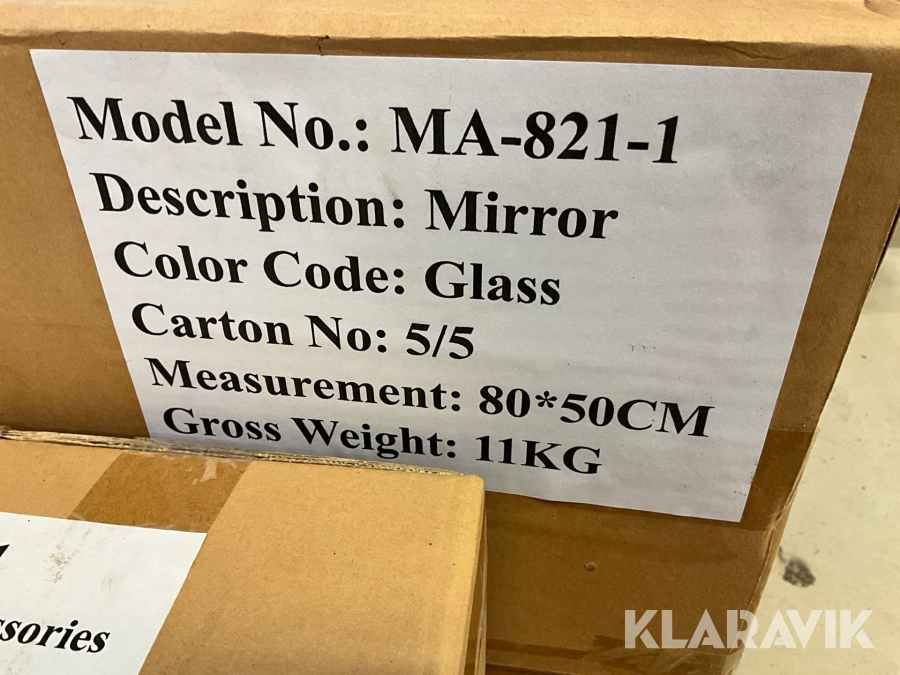 Model No.: MA-821-1
Description: Mirror
Color Code: Glass
Carton No: 5/5
Measurement: 80*50CM
Gross Weight: 11KG
KLARAVIK